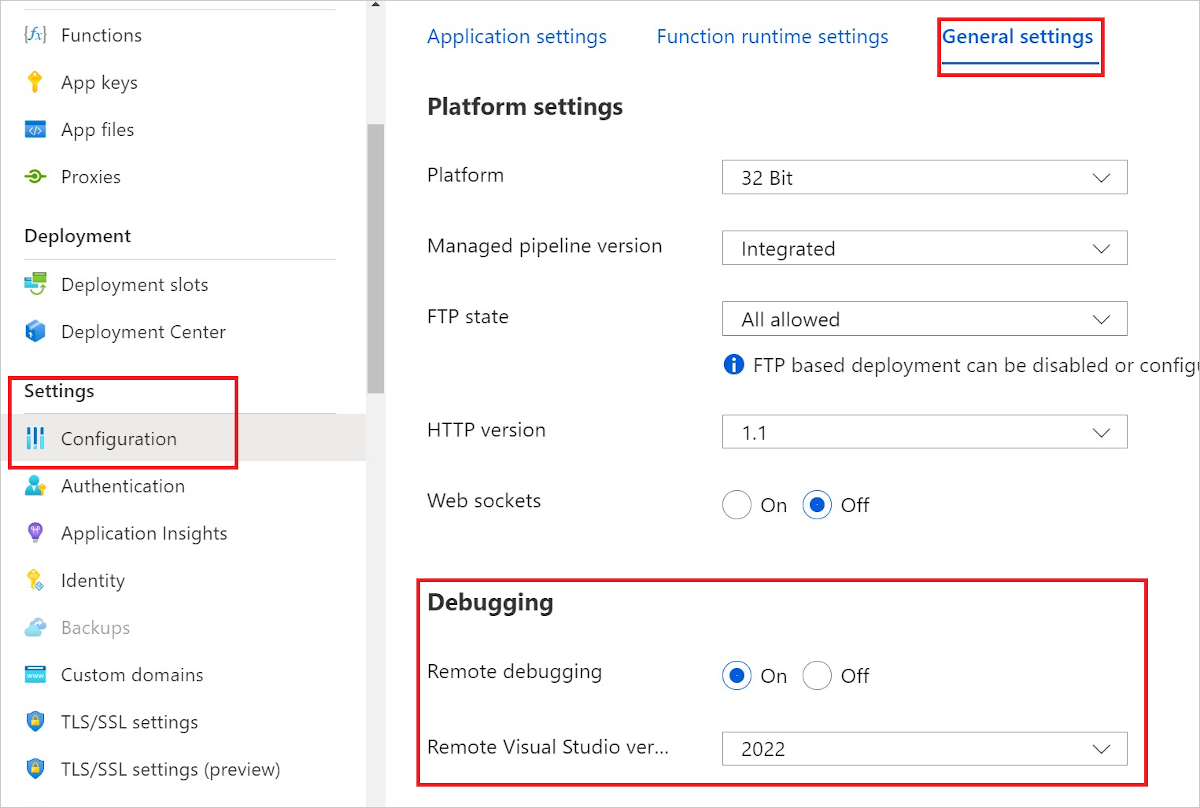 Functions
App keys
App files
Proxies
Deployment
Deployment slots
Deployment Center
Settings
Configuration
Authentication
Application Insights
Identity
Backups
Custom domains
TLS/SSL settings
TLS/SSL settings (preview)
Application settings
Function runtime settings
General settings
Platform settings
Platform
32 Bit
Managed pipeline version
Integrated
FTP state
All allowed
FTP based deployment can be disabled or configu
HTTP version
1.1
Web sockets
On
Off
Debugging
Remote debugging
On
Off
Remote Visual Studio ver...
2022